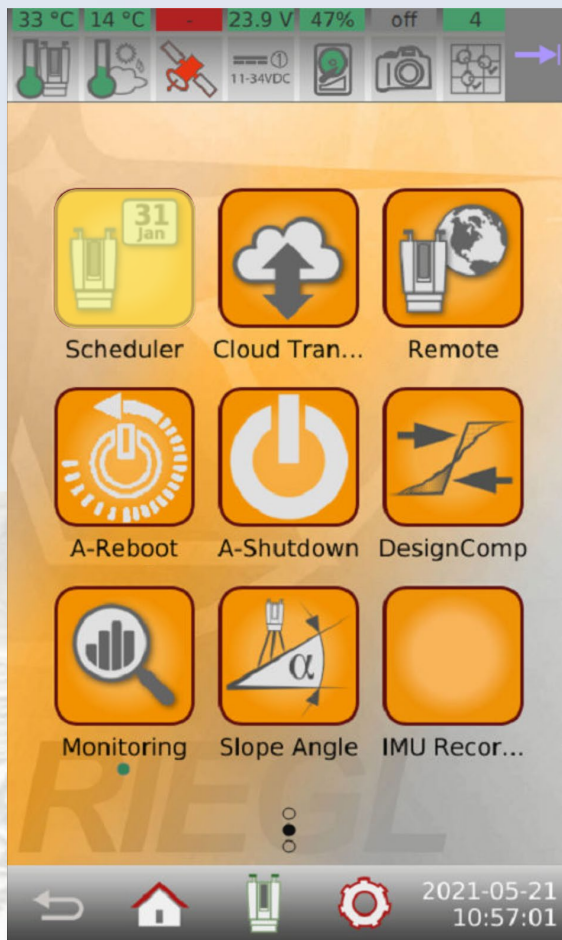 33 °C 14 °C - 23.9 V 47% off 4
11-34VDC
31
Jan
Scheduler Cloud Tran... Remote
A-Reboot A-Shutdown DesignComp
α
Monitoring Slope Angle IMU Recor...
RIEGL
2021-05-21
10:57:01